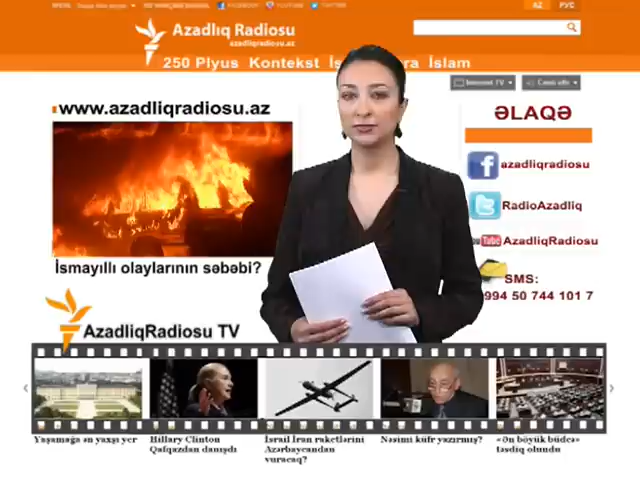 Azadlıq Radiosu
azadliqradiosu.az
AZ
РУС
250 Plyus Kontekst İslam
İnternet TV
Canlı efir
www.azadliqradiosu.az
ƏLAQƏ
azadliqradiosu
RadioAzadliq
AzadliqRadiosu
SMS:
994 50 744 101 7
İsmayıllı olaylarının səbəbi?
AzadliqRadiosu TV
Yaşamağa ən yaxşı yer
Hillary Clinton
Qafqazdan danışdı
İsrail İran raketlərini
Azərbaycandan
vuracaq?
Nəsimi küfr yazırmış?
«Ən böyük büdcə»
təsdiq olundu